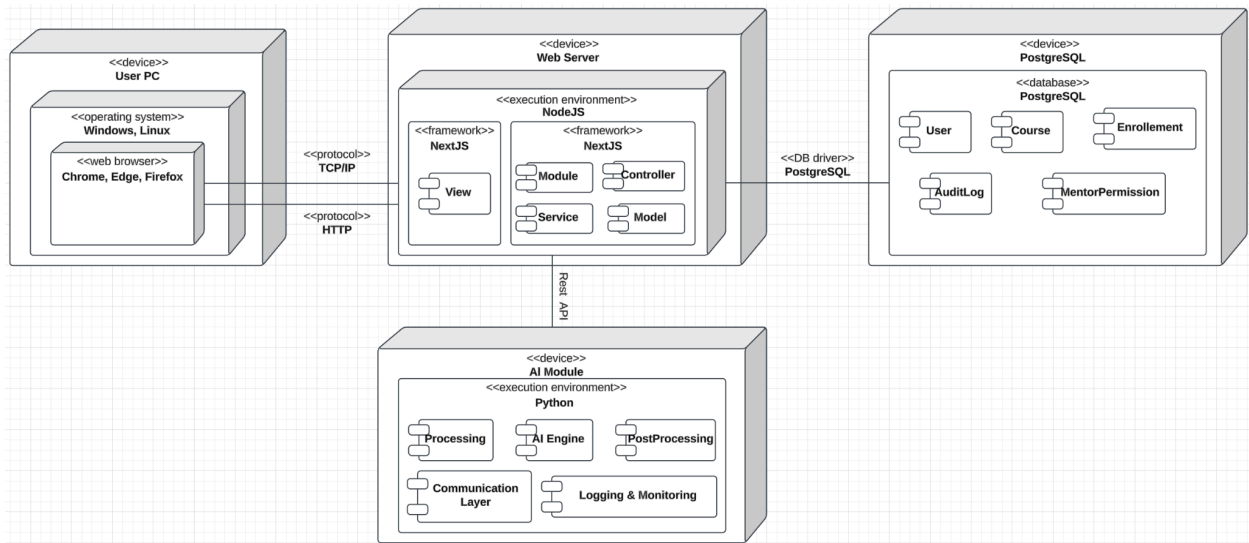 <<device>>
User PC
<<operating system>>
Windows, Linux
<<web browser>>
Chrome, Edge, Firefox
<<protocol>>
TCP/IP
<<protocol>>
HTTP
<<device>>
Web Server
<<execution environment>>
NodeJS
<<framework>>
NextJS
View
<<framework>>
NextJS
Module
Controller
Service
Model
<<DB driver>>
PostgreSQL
<<device>>
PostgreSQL
<<database>>
PostgreSQL
User
Course
Enrollement
AuditLog
MentorPermission
Rest API
<<device>>
AI Module
<<execution environment>>
Python
Processing
AI Engine
PostProcessing
Communication
Layer
Logging & Monitoring